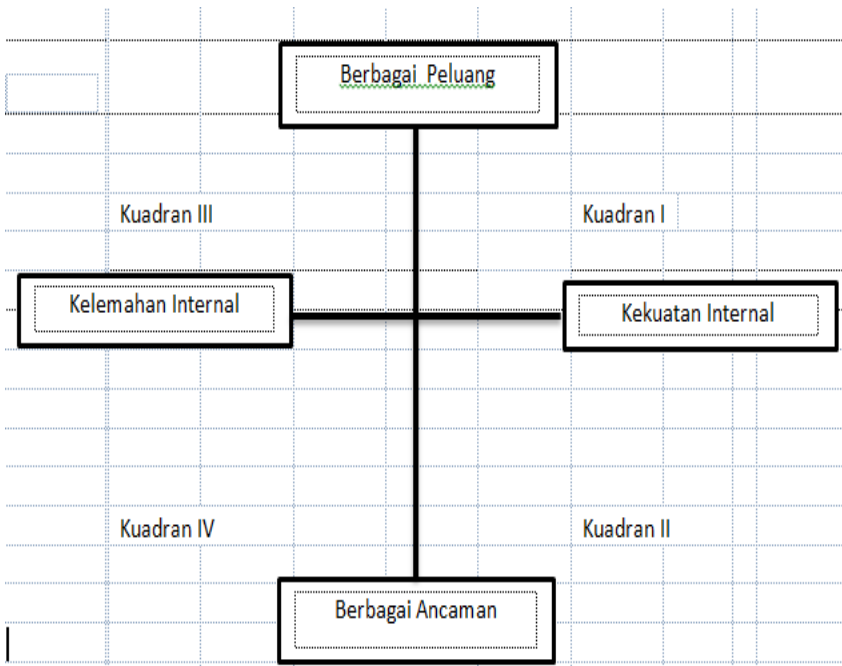 Berbagai Peluang
Kuadran III
Kuadran I
Kelemahan Internal
Kekuatan Internal
Kuadran IV
Kuadran II
Berbagai Ancaman